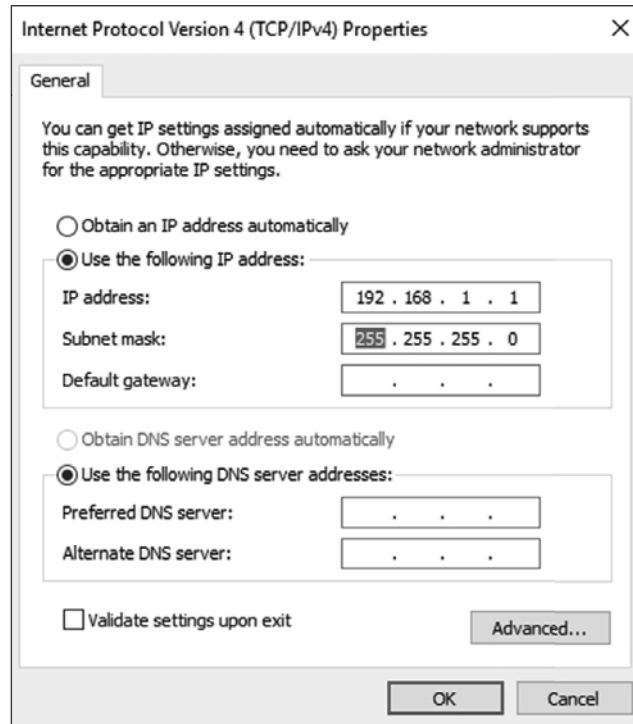 Internet Protocol Version 4 (TCP/IPv4) Properties
General
You can get IP settings assigned automatically if your network supports
this capability. Otherwise, you need to ask your network administrator
for the appropriate IP settings.
Obtain an IP address automatically
Use the following IP address:
IP address: 192 . 168 . 1 . 1
Subnet mask: 255 . 255 . 255 . 0
Default gateway: . . .
Obtain DNS server address automatically
Use the following DNS server addresses:
Preferred DNS server: . . .
Alternate DNS server: . . .
Validate settings upon exit
Advanced...
OK Cancel